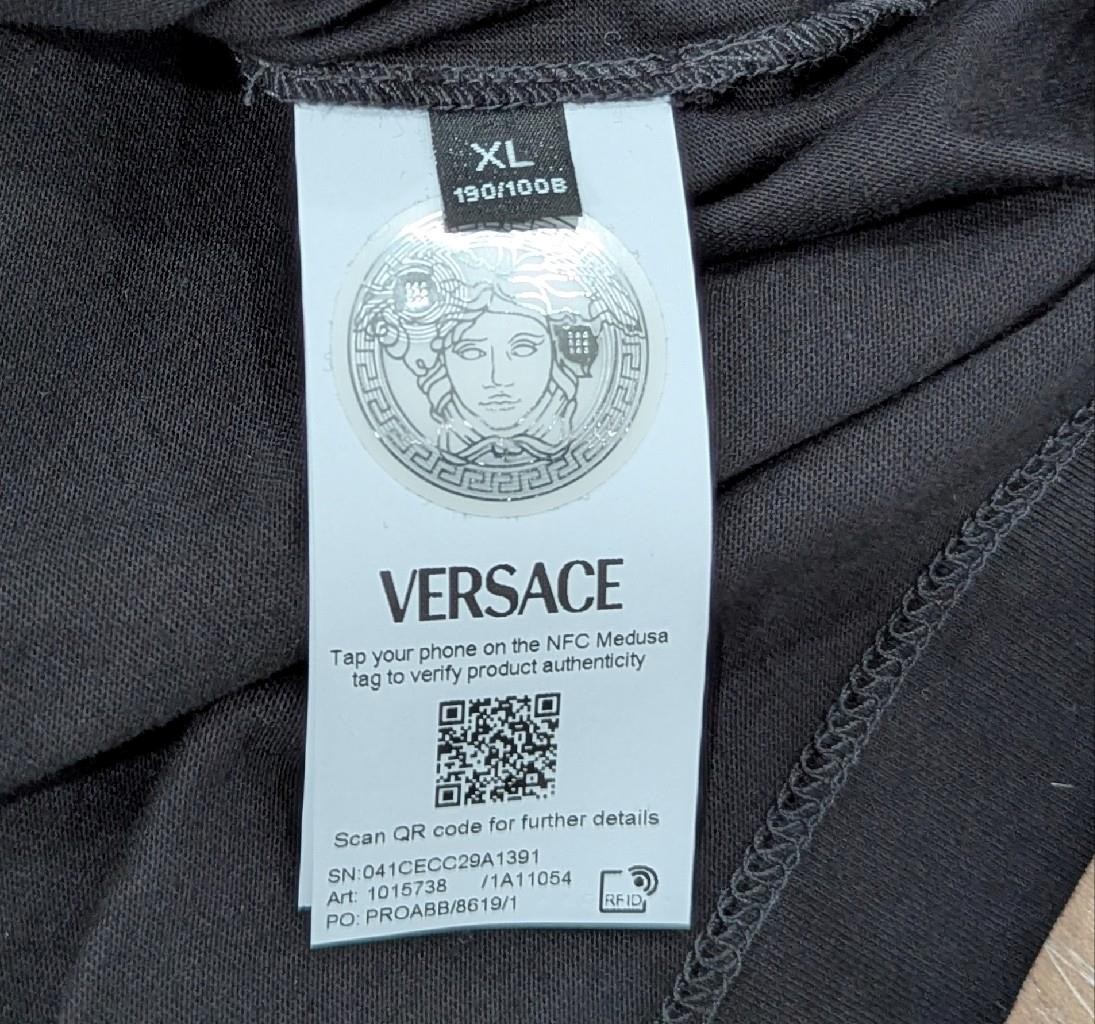 XL
190/100B
VERSACE
Tap your phone on the NFC Medusa
tag to verify product authenticity
Scan QR code for further details
SN:041CECC29A1391
Art: 1015738 /1A11054
PO: PROABB/8619/1
RFID